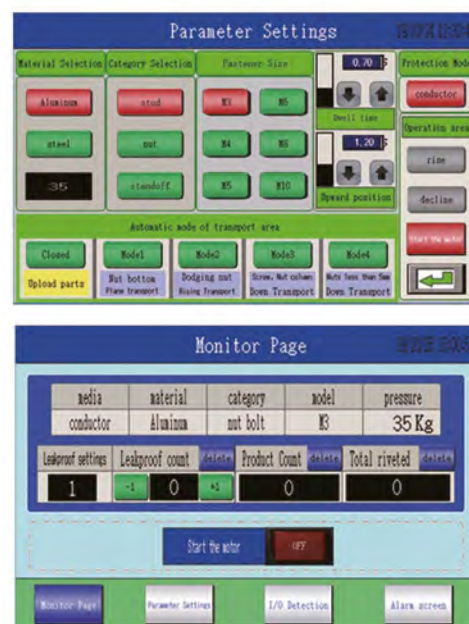 Parameter Settings
Material Selection Category Selection Fastener Size 0.70 Protection Mode
Aluminum stud M3 M6 conductor
Dwell time
Operation area
steel nut M4 M8 1.20 rise
35 standoff M5 M10 decline
Upward position
Automatic mode of transport area
Start the motor
Closed Model1 Mode2 Mode3 Mode4
Upload parts Nut bottom Dodging nut Screw, Nut column Nuts less than 5mm
Plane transport Rising Transport Down Transport Down Transport
Monitor Page
media material category model pressure
conductor Aluminum nut bolt M3 35 Kg
Leakproof settings Leakproof count delete Product Count delete Total riveted delete
1 -1 0 +1 0 0
Start the motor OFF
Monitor Page Parameter Settings I/O Detection Alarm screen